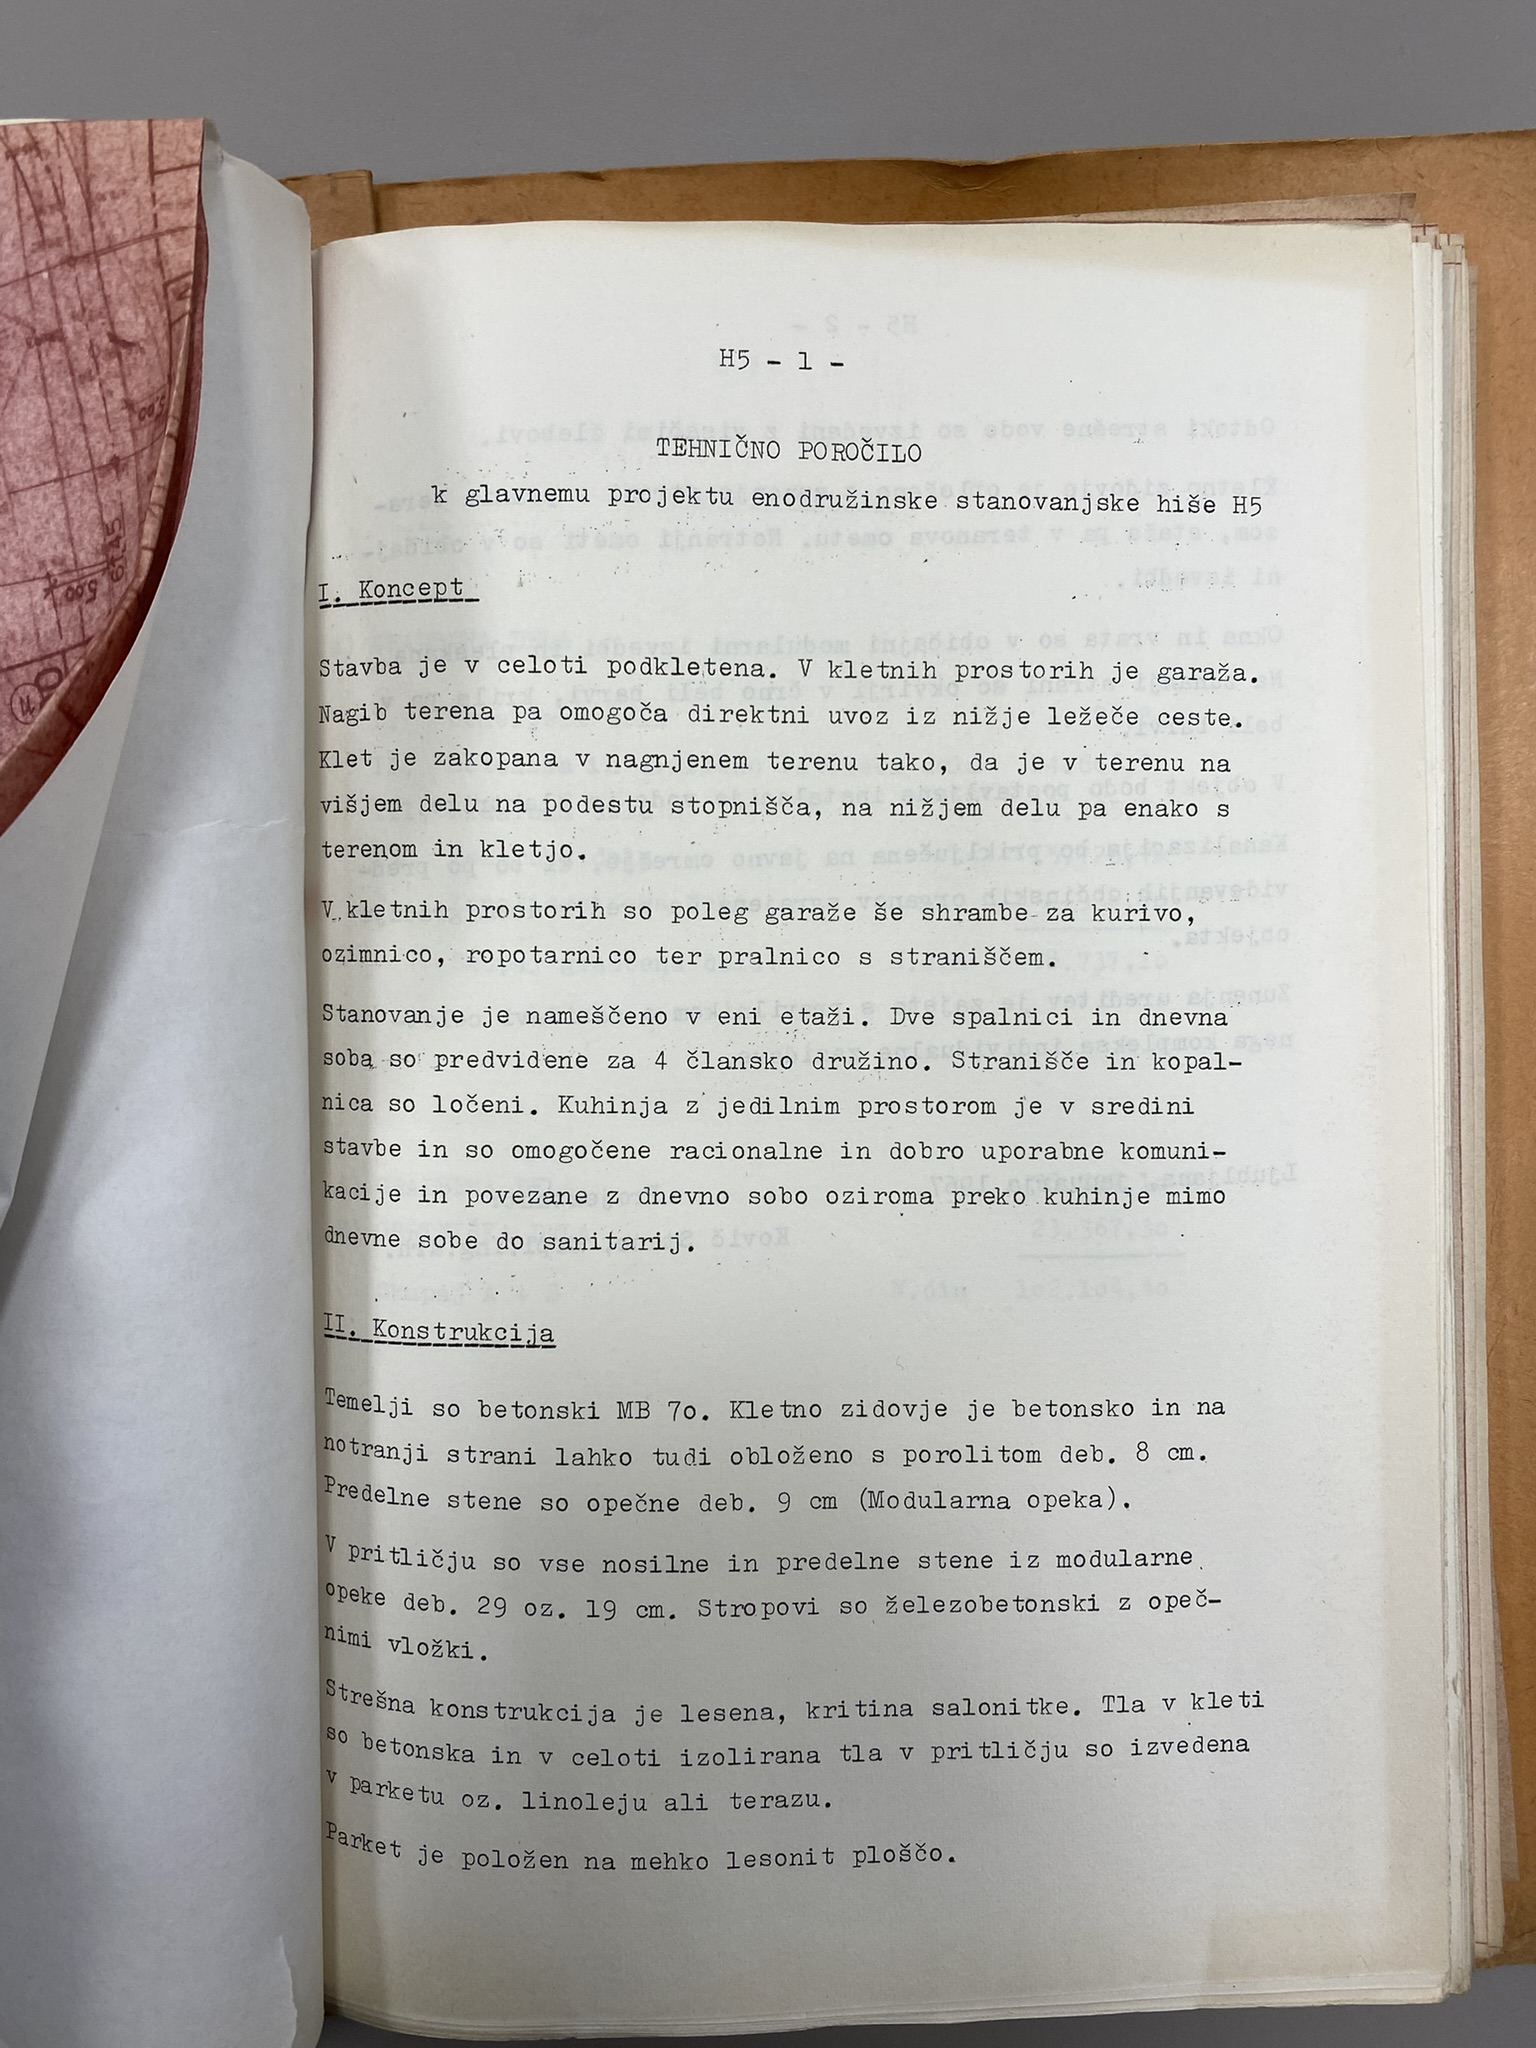 H5 - 1 -
TEHNIČNO POROČILO
k glavnemu projektu enodružinske stanovanjske hiše H5
I. Koncept
Stavba je v celoti podkletena. V kletnih prostorih je garaža.
Nagib terena pa omogoča direktni uvoz iz nižje ležeče ceste.
Klet je zakopana v nagnjenem terenu tako, da je v terenu na
višjem delu na podestu stopnišča, na nižjem delu pa enako s
terenom in kletjo.
V kletnih prostorih so poleg garaže še shrambe za kurivo,
ozimnico, ropotarnico ter pralnico s straniščem.
Stanovanje je nameščeno v eni etaži. Dve spalnici in dnevna
soba so predvidene za 4 člansko družino. Stranišče in kopal-
nica so ločeni. Kuhinja z jedilnim prostorom je v sredini
stavbe in so omogočene racionalne in dobro uporabne komuni-
kacije in povezane z dnevno sobo oziroma preko kuhinje mimo
dnevne sobe do sanitarij.
II. Konstrukcija
Temelji so betonski MB 7o. Kletno zidovje je betonsko in na
notranji strani lahko tudi obloženo s porolitom deb. 8 cm.
Predelne stene so opečne deb. 9 cm (Modularna opeka).
V pritličju so vse nosilne in predelne stene iz modularne
opeke deb. 29 oz. 19 cm. Stropovi so železobetonski z opeč-
nimi vložki.
Strešna konstrukcija je lesena, kritina salonitke. Tla v kleti
so betonska in v celoti izolirana tla v pritličju so izvedena
v parketu oz. linoleju ali terazu.
Parket je položen na mehko lesonit ploščo.
500
6145